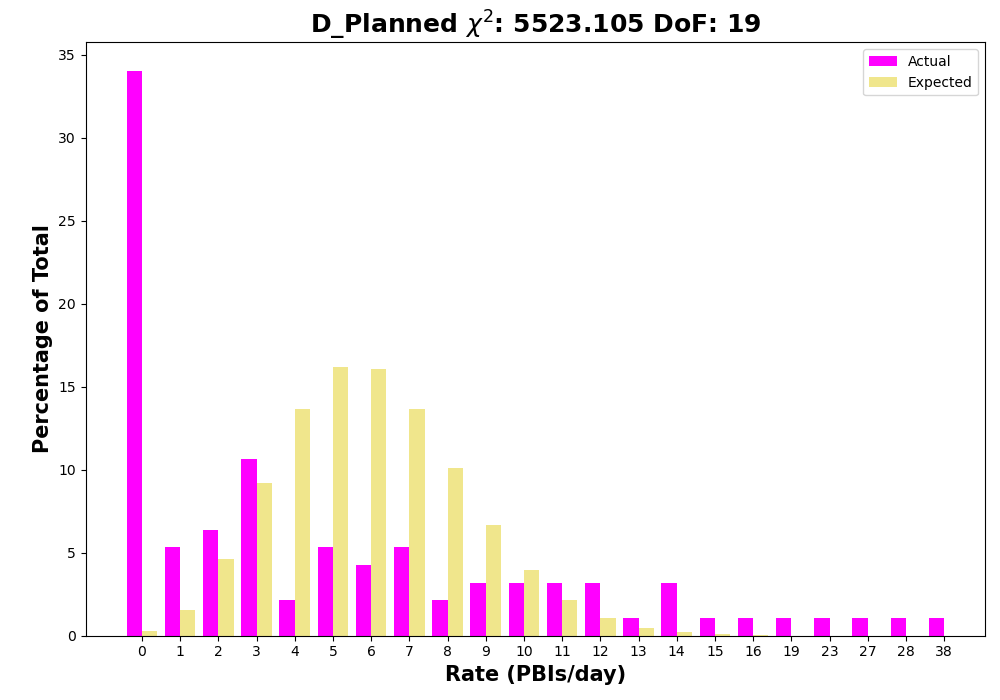 D_Planned χ²: 5523.105 DoF: 19
Actual
Expected
35
30
25
20
15
10
5
0
Percentage of Total
0 1 2 3 4 5 6 7 8 9 10 11 12 13 14 15 16 19 23 27 28 38
Rate (PBIs/day)